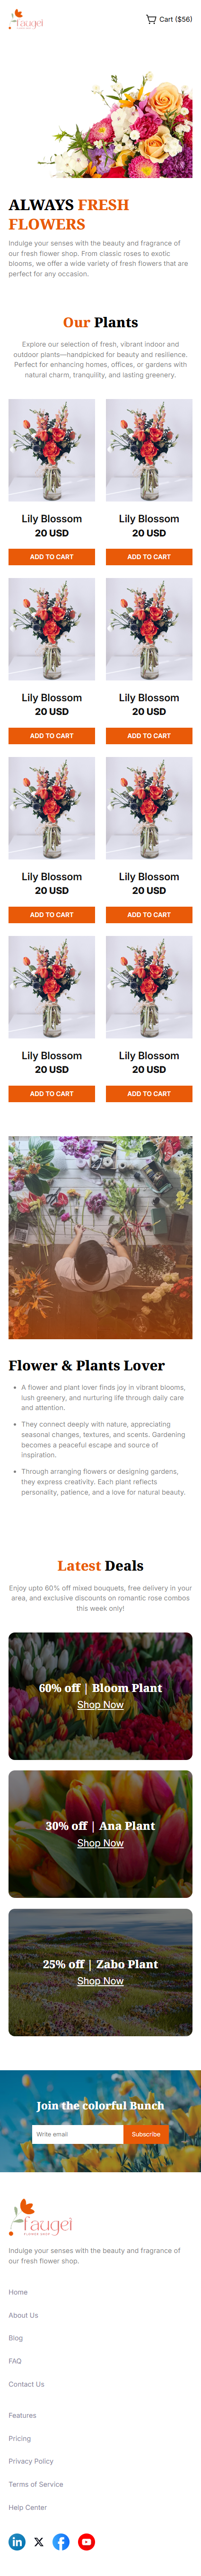 faugei
Cart ($56)
ALWAYS FRESH
FLOWERS
Indulge your senses with the beauty and fragrance of
our fresh flower shop. From classic roses to exotic
blooms, we offer a wide variety of fresh flowers that are
perfect for any occasion.
Our Plants
Explore our selection of fresh, vibrant indoor and
outdoor plants—handpicked for beauty and resilience.
Perfect for enhancing homes, offices, or gardens with
natural charm, tranquility, and lasting greenery.
Lily Blossom
20 USD
ADD TO CART
Lily Blossom
20 USD
ADD TO CART
Lily Blossom
20 USD
ADD TO CART
Lily Blossom
20 USD
ADD TO CART
Lily Blossom
20 USD
ADD TO CART
Lily Blossom
20 USD
ADD TO CART
Lily Blossom
20 USD
ADD TO CART
Lily Blossom
20 USD
ADD TO CART
Flower & Plants Lover
• A flower and plant lover finds joy in vibrant blooms,
lush greenery, and nurturing life through daily care
and attention.
• They connect deeply with nature, appreciating
seasonal changes, textures, and scents. Gardening
becomes a peaceful escape and source of
inspiration.
• Through arranging flowers or designing gardens,
they express creativity. Each plant reflects
personality, patience, and a love for natural beauty.
Latest Deals
Enjoy upto 60% off mixed bouquets, free delivery in your
area, and exclusive discounts on romantic rose combos
this week only!
60% off | Bloom Plant
Shop Now
30% off | Ana Plant
Shop Now
25% off | Zabo Plant
Shop Now
Join the colorful Bunch
Write email
Subscribe
faugei
FLOWER SHOP
Indulge your senses with the beauty and fragrance of
our fresh flower shop.
Home
About Us
Blog
FAQ
Contact Us
Features
Pricing
Privacy Policy
Terms of Service
Help Center